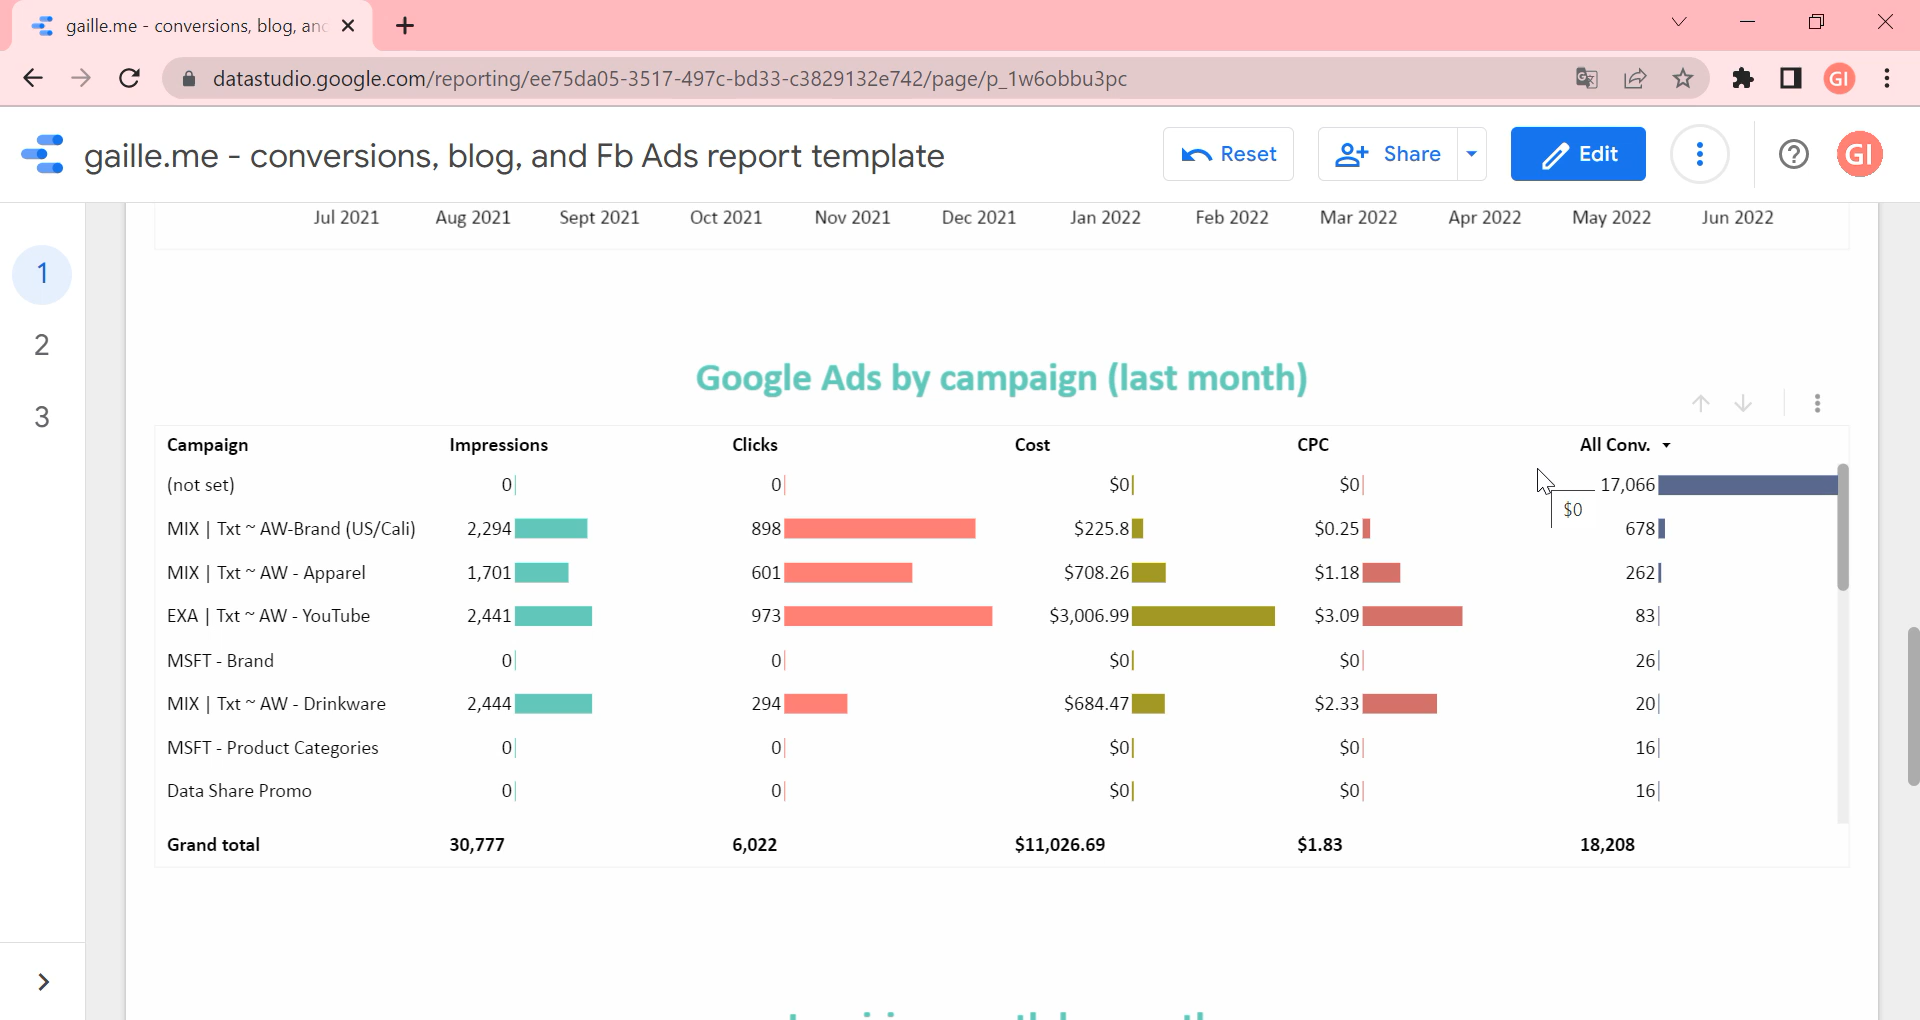 gaille.me - conversions, blog, and
datastudio.google.com/reporting/ee75da05-3517-497c-bd33-c3829132e742/page/p_1w6obbu3pc
GI
gaille.me - conversions, blog, and Fb Ads report template
Reset
Share
Edit
GI
1
2
3
Jul 2021 Aug 2021 Sept 2021 Oct 2021 Nov 2021 Dec 2021 Jan 2022 Feb 2022 Mar 2022 Apr 2022 May 2022 Jun 2022
Google Ads by campaign (last month)
Campaign Impressions Clicks Cost CPC All Conv.
(not set) 0 0 $0 $0 17,066
$0
MIX | Txt ~ AW-Brand (US/Cali) 2,294 898 $225.8 $0.25 678
MIX | Txt ~ AW - Apparel 1,701 601 $708.26 $1.18 262
EXA | Txt ~ AW - YouTube 2,441 973 $3,006.99 $3.09 83
MSFT - Brand 0 0 $0 $0 26
MIX | Txt ~ AW - Drinkware 2,444 294 $684.47 $2.33 20
MSFT - Product Categories 0 0 $0 $0 16
Data Share Promo 0 0 $0 $0 16
Grand total 30,777 6,022 $11,026.69 $1.83 18,208